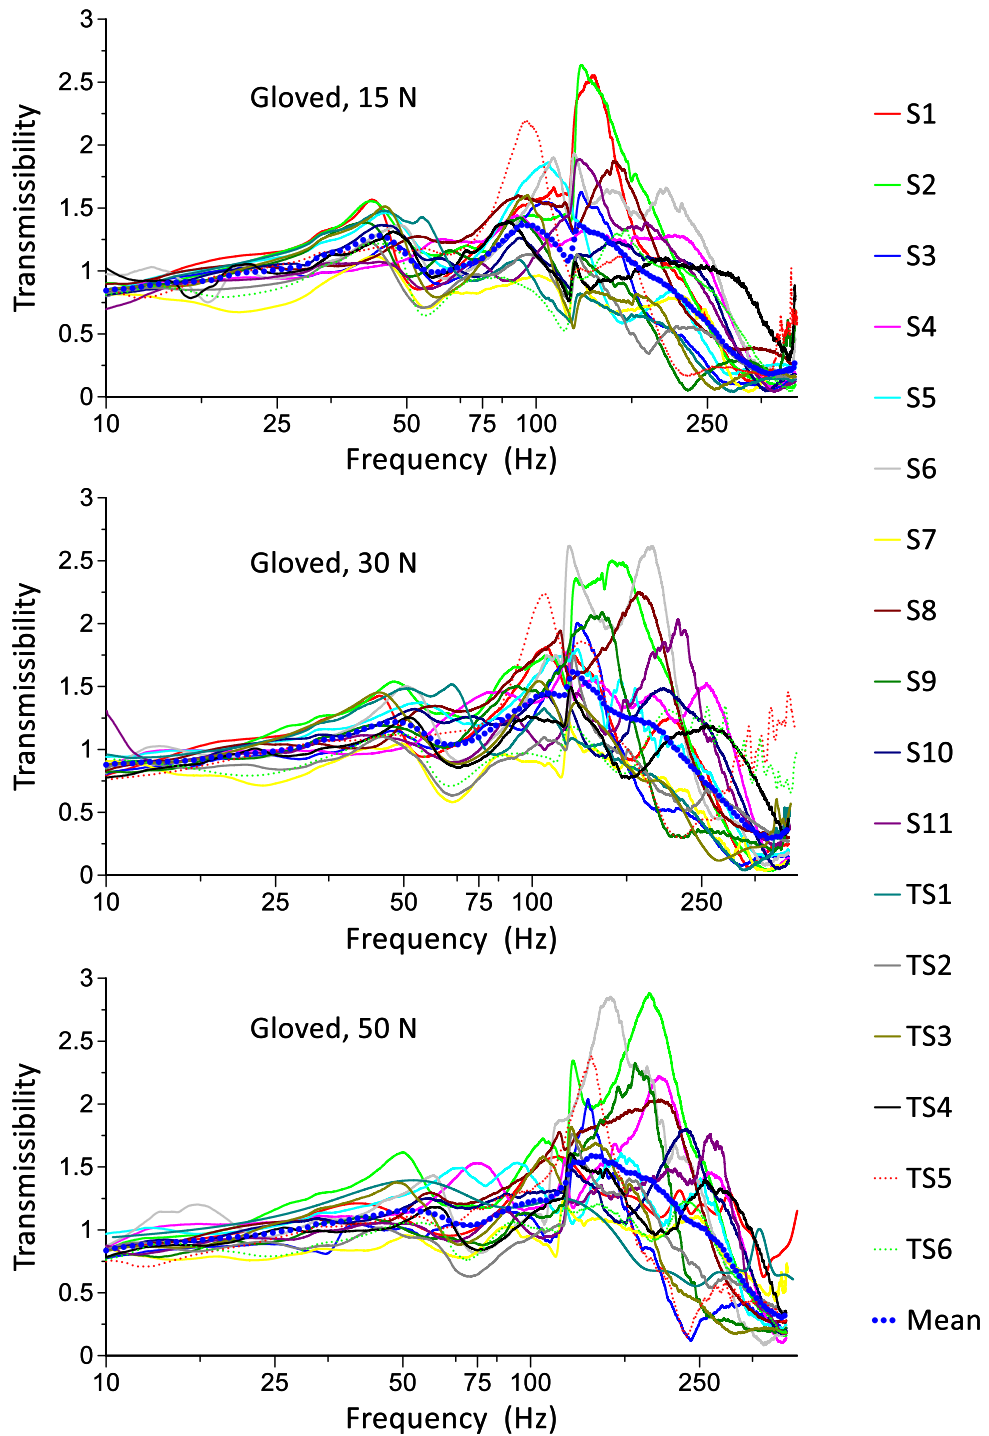 3
2.5
2
1.5
1
0.5
0
Transmissibility
Gloved, 15 N
10
25
50
75
100
250
Frequency (Hz)
3
2.5
2
1.5
1
0.5
0
Transmissibility
Gloved, 30 N
10
25
50
75
100
250
Frequency (Hz)
3
2.5
2
1.5
1
0.5
0
Transmissibility
Gloved, 50 N
10
25
50
75
100
250
Frequency (Hz)
S1
S2
S3
S4
S5
S6
S7
S8
S9
S10
S11
TS1
TS2
TS3
TS4
TS5
TS6
Mean